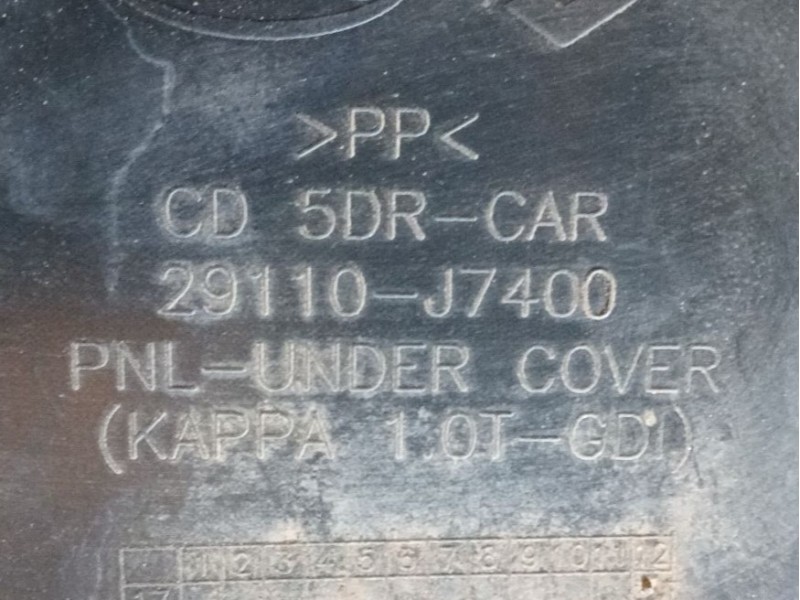 >PP<
CD 5DR-CAR
29110-J7400
PNL-UNDER COVER
(KAPPA 1.0T-GDI)
1 2 3 4 5 6 7 8 9 10 11 12
17